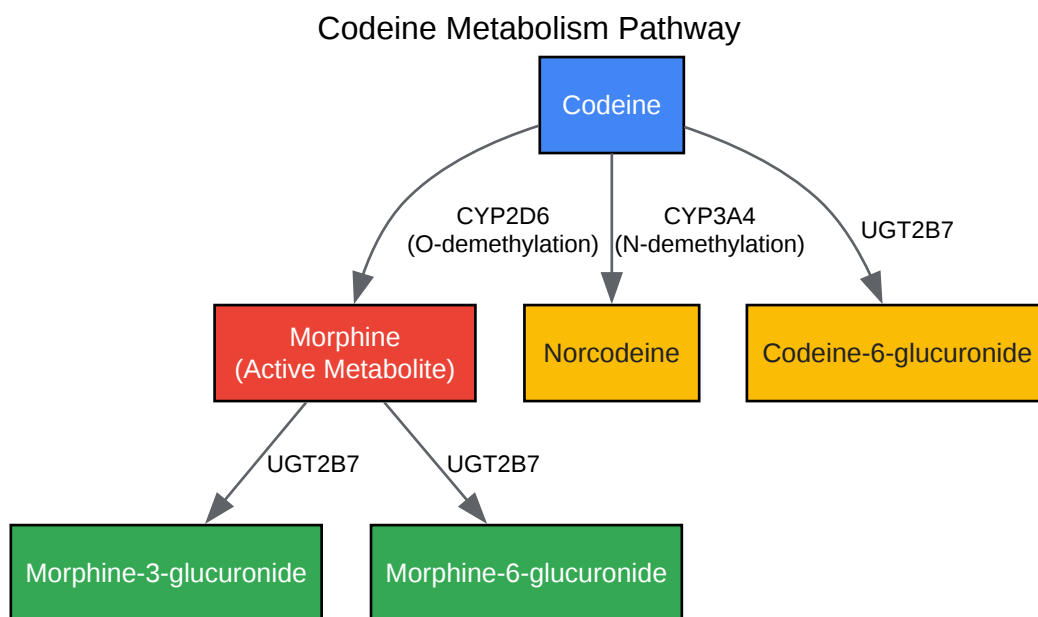 Codeine Metabolism Pathway
Codeine
CYP2D6
(O-demethylation)
CYP3A4
(N-demethylation)
UGT2B7
Morphine
(Active Metabolite)
Norcodeine
Codeine-6-glucuronide
UGT2B7
UGT2B7
Morphine-3-glucuronide
Morphine-6-glucuronide